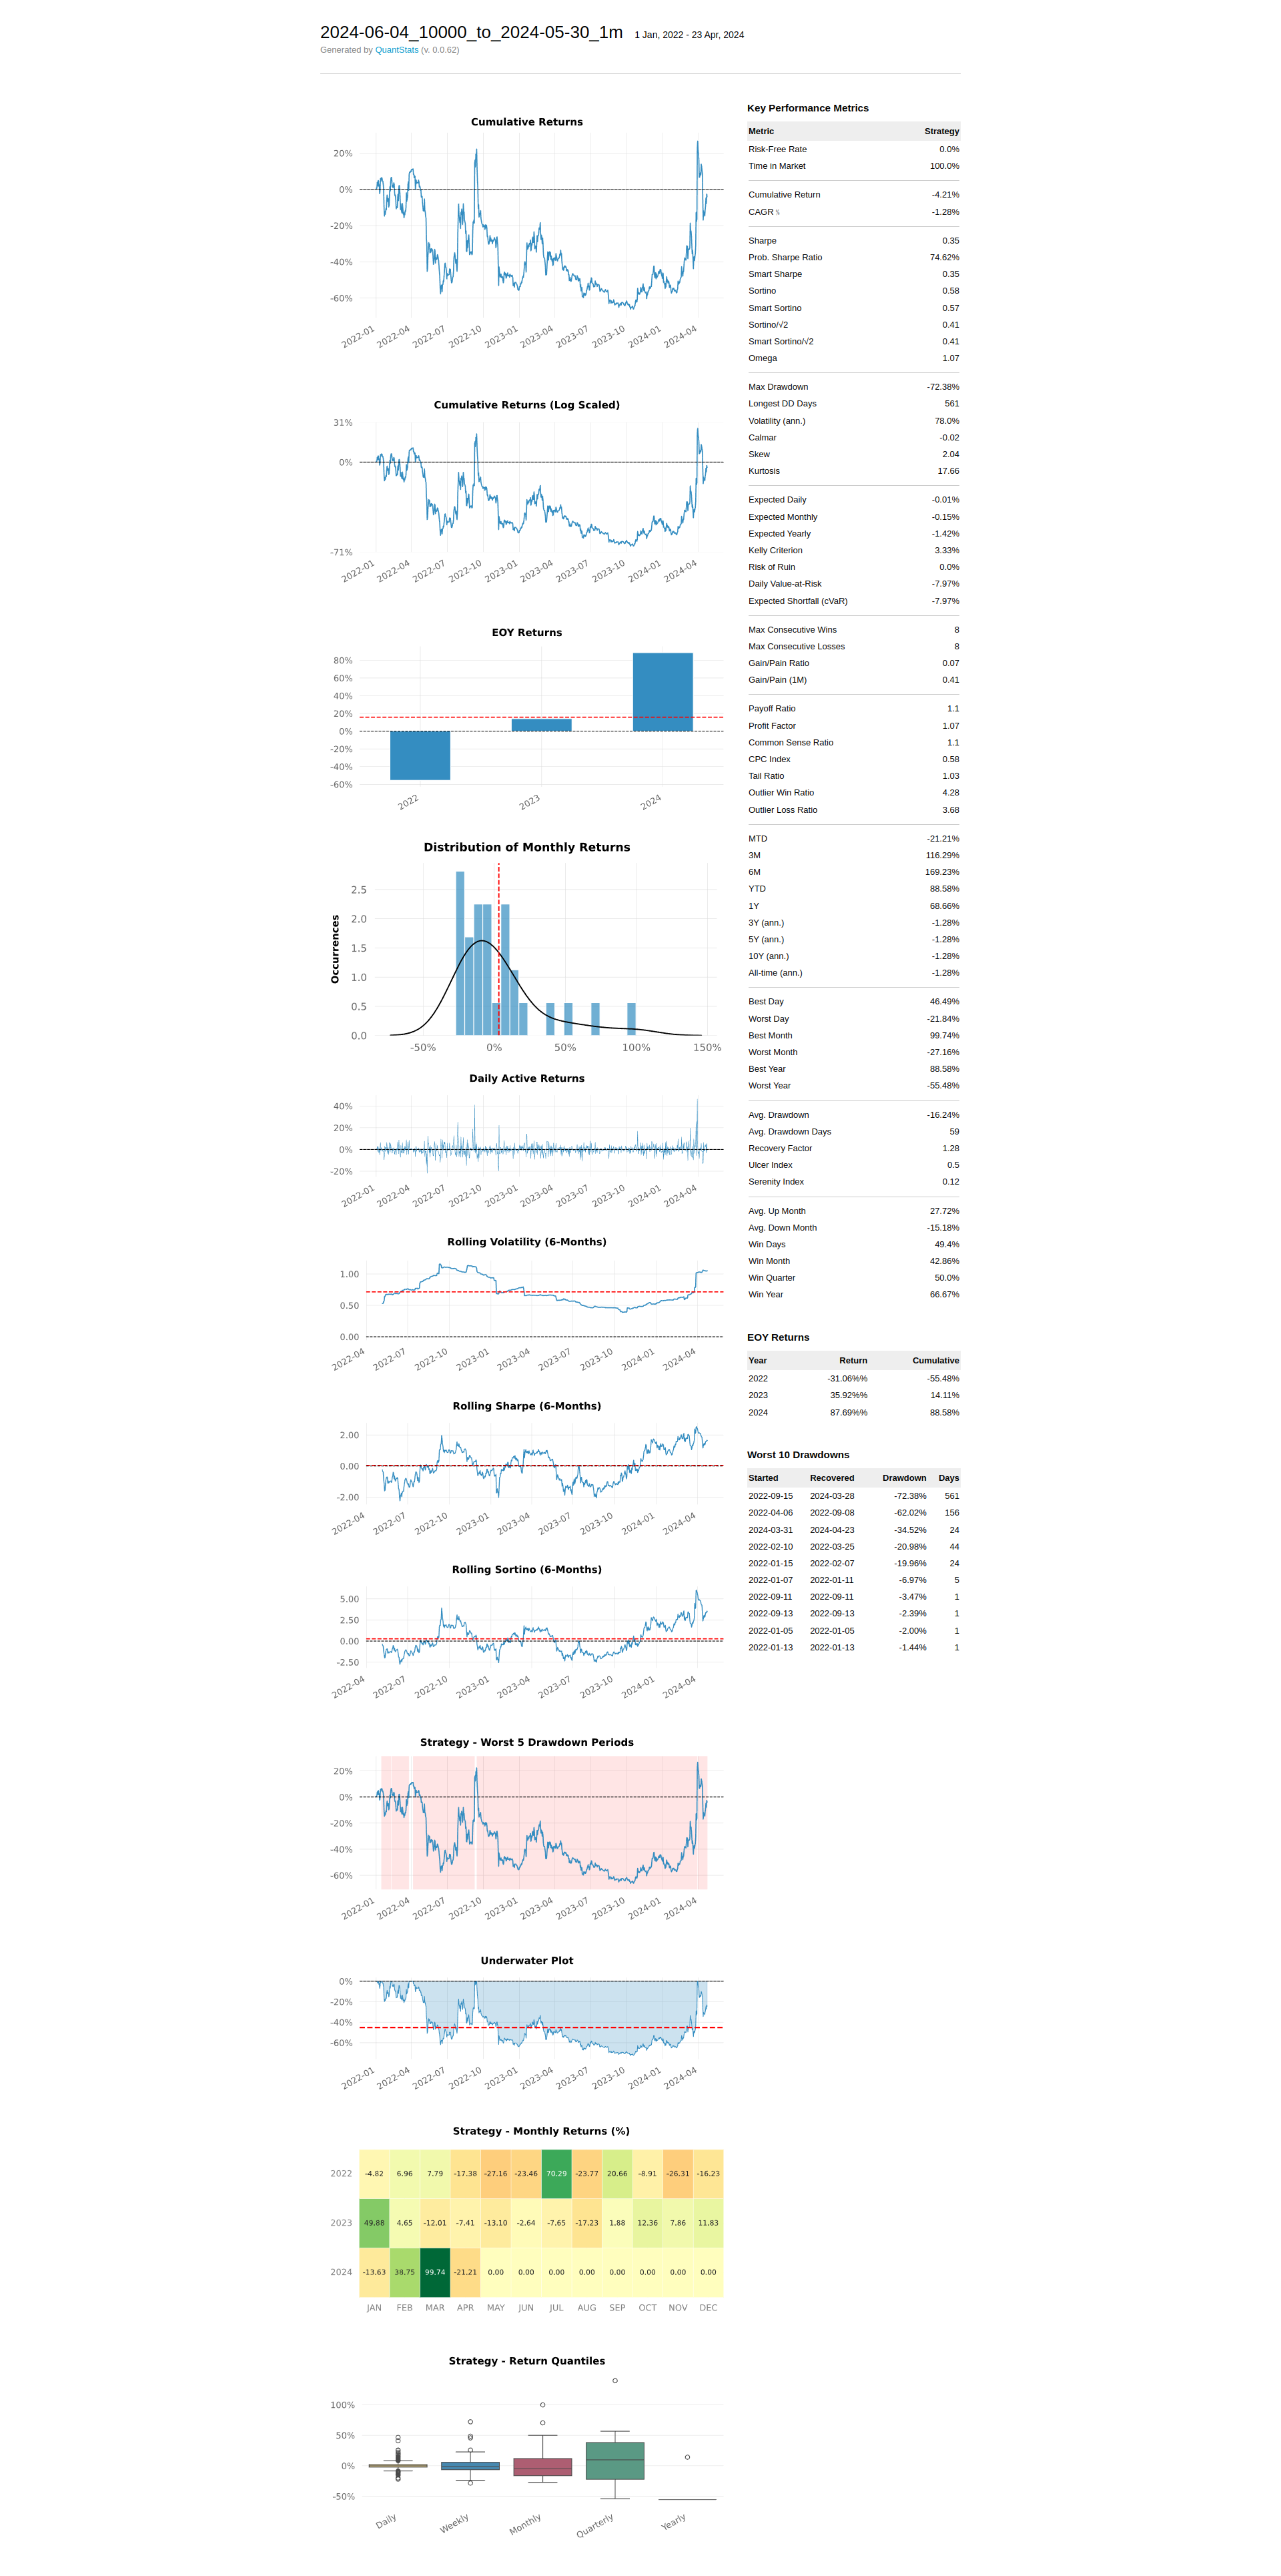 2024-06-04_10000_to_2024-05-30_1m 1 Jan, 2022 - 23 Apr, 2024
Generated by QuantStats (v. 0.0.62)
Cumulative Returns
20%
0%
-20%
-40%
-60%
2022-01 2022-04 2022-07 2022-10 2023-01 2023-04 2023-07 2023-10 2024-01 2024-04
Cumulative Returns (Log Scaled)
31%
0%
-71%
2022-01 2022-04 2022-07 2022-10 2023-01 2023-04 2023-07 2023-10 2024-01 2024-04
EOY Returns
80%
60%
40%
20%
0%
-20%
-40%
-60%
2022 2023 2024
Distribution of Monthly Returns
Occurrences
2.5
2.0
1.5
1.0
0.5
0.0
-50% 0% 50% 100% 150%
Daily Active Returns
40%
20%
0%
-20%
2022-01 2022-04 2022-07 2022-10 2023-01 2023-04 2023-07 2023-10 2024-01 2024-04
Rolling Volatility (6-Months)
1.00
0.50
0.00
2022-04 2022-07 2022-10 2023-01 2023-04 2023-07 2023-10 2024-01 2024-04
Rolling Sharpe (6-Months)
2.00
0.00
-2.00
2022-04 2022-07 2022-10 2023-01 2023-04 2023-07 2023-10 2024-01 2024-04
Rolling Sortino (6-Months)
5.00
2.50
0.00
-2.50
2022-04 2022-07 2022-10 2023-01 2023-04 2023-07 2023-10 2024-01 2024-04
Strategy - Worst 5 Drawdown Periods
20%
0%
-20%
-40%
-60%
2022-01 2022-04 2022-07 2022-10 2023-01 2023-04 2023-07 2023-10 2024-01 2024-04
Underwater Plot
0%
-20%
-40%
-60%
2022-01 2022-04 2022-07 2022-10 2023-01 2023-04 2023-07 2023-10 2024-01 2024-04
Strategy - Monthly Returns (%)
2022 -4.82 6.96 7.79 -17.38 -27.16 -23.46 70.29 -23.77 20.66 -8.91 -26.31 -16.23
2023 49.88 4.65 -12.01 -7.41 -13.10 -2.64 -7.65 -17.23 1.88 12.36 7.86 11.83
2024 -13.63 38.75 99.74 -21.21 0.00 0.00 0.00 0.00 0.00 0.00 0.00 0.00
JAN FEB MAR APR MAY JUN JUL AUG SEP OCT NOV DEC
Strategy - Return Quantiles
100%
50%
0%
-50%
Daily Weekly Monthly Quarterly Yearly
Key Performance Metrics
Metric Strategy
Risk-Free Rate 0.0%
Time in Market 100.0%
Cumulative Return -4.21%
CAGR﹪ -1.28%
Sharpe 0.35
Prob. Sharpe Ratio 74.62%
Smart Sharpe 0.35
Sortino 0.58
Smart Sortino 0.57
Sortino/√2 0.41
Smart Sortino/√2 0.41
Omega 1.07
Max Drawdown -72.38%
Longest DD Days 561
Volatility (ann.) 78.0%
Calmar -0.02
Skew 2.04
Kurtosis 17.66
Expected Daily -0.01%
Expected Monthly -0.15%
Expected Yearly -1.42%
Kelly Criterion 3.33%
Risk of Ruin 0.0%
Daily Value-at-Risk -7.97%
Expected Shortfall (cVaR) -7.97%
Max Consecutive Wins 8
Max Consecutive Losses 8
Gain/Pain Ratio 0.07
Gain/Pain (1M) 0.41
Payoff Ratio 1.1
Profit Factor 1.07
Common Sense Ratio 1.1
CPC Index 0.58
Tail Ratio 1.03
Outlier Win Ratio 4.28
Outlier Loss Ratio 3.68
MTD -21.21%
3M 116.29%
6M 169.23%
YTD 88.58%
1Y 68.66%
3Y (ann.) -1.28%
5Y (ann.) -1.28%
10Y (ann.) -1.28%
All-time (ann.) -1.28%
Best Day 46.49%
Worst Day -21.84%
Best Month 99.74%
Worst Month -27.16%
Best Year 88.58%
Worst Year -55.48%
Avg. Drawdown -16.24%
Avg. Drawdown Days 59
Recovery Factor 1.28
Ulcer Index 0.5
Serenity Index 0.12
Avg. Up Month 27.72%
Avg. Down Month -15.18%
Win Days 49.4%
Win Month 42.86%
Win Quarter 50.0%
Win Year 66.67%
EOY Returns
Year Return Cumulative
2022 -31.06%% -55.48%
2023 35.92%% 14.11%
2024 87.69%% 88.58%
Worst 10 Drawdowns
Started Recovered Drawdown Days
2022-09-15 2024-03-28 -72.38% 561
2022-04-06 2022-09-08 -62.02% 156
2024-03-31 2024-04-23 -34.52% 24
2022-02-10 2022-03-25 -20.98% 44
2022-01-15 2022-02-07 -19.96% 24
2022-01-07 2022-01-11 -6.97% 5
2022-09-11 2022-09-11 -3.47% 1
2022-09-13 2022-09-13 -2.39% 1
2022-01-05 2022-01-05 -2.00% 1
2022-01-13 2022-01-13 -1.44% 1